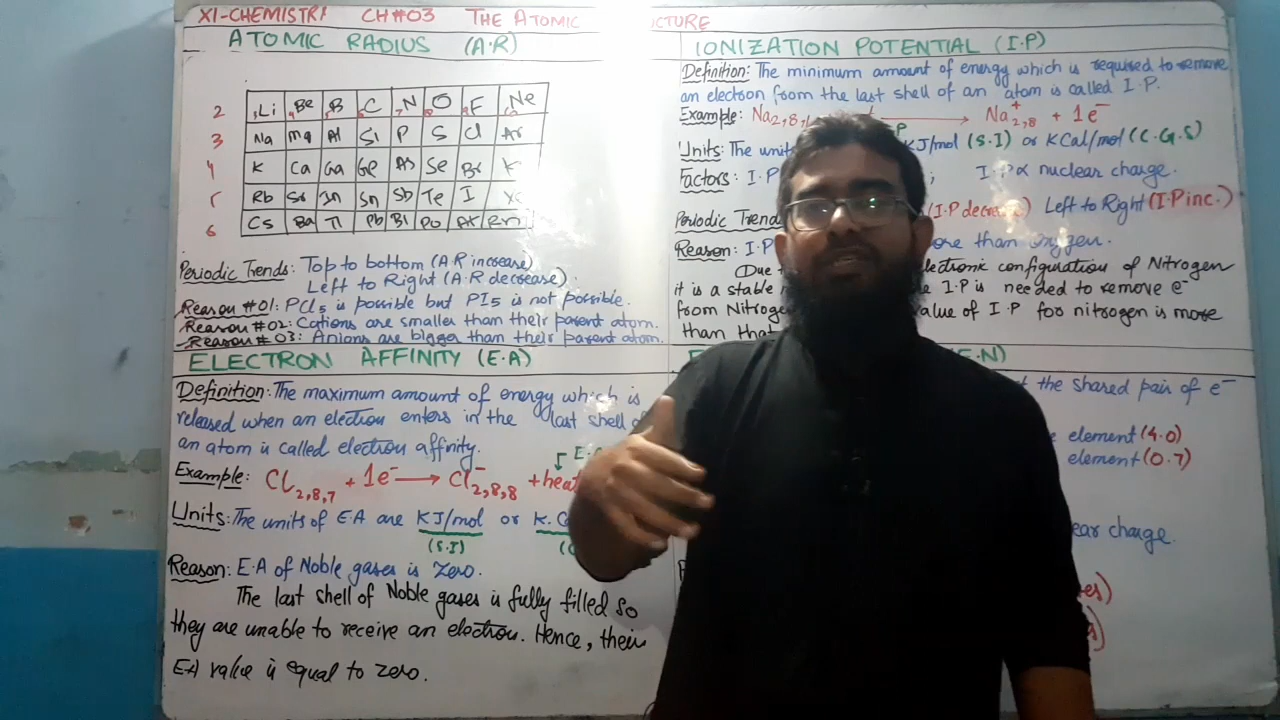 XI-CHEMISTRY CH#03 THE ATOMIC CTURE
ATOMIC RADIUS (A.R)
2 Li Be B C N O F Ne
3 Na Mg Al Si P S Cl Ar
4 K Ca Ga Ge As Se Br K
5 Rb Sr In Sn Sb Te I Xe
6 Cs Ba Tl Pb Bi Po At Rn
Periodic Trends: Top to bottom (A.R increase)
Left to Right (A.R decrease).
Reason #01: PCl5 is possible but PI5 is not possible.
Reason #02: Cations are smaller than their parent atom.
Reason #03: Anions are bigger than their parent atom.
IONIZATION POTENTIAL (I.P)
Definition: The minimum amount of energy which is required to remove
an electron from the last shell of an atom is called I.P.
Example: Na2,8,1 → Na+2,8 + 1e-
Units: The units KJ/mol (S.I) or KCal/mol (C.G.S)
Factors: I.P ; I.P ∝ nuclear charge.
Periodic Trend (I.P decrease) Left to Right (I.P inc.)
Reason: I.P ore than oxygen.
Due lectronic configuration of Nitrogen
it is a stable I.P is needed to remove e-
from Nitrogen alue of I.P for nitrogen is more
than that
ELECTRON AFFINITY (E.A)
Definition: The maximum amount of energy which is
released when an electron enters in the last shell of
an atom is called electron affinity.
E.
Example: Cl2,8,7 + 1e- → Cl-2,8,8 + heat
Units: The units of E.A are KJ/mol or K.C
(S.I) (C
Reason: E.A of Noble gases is Zero.
The last shell of Noble gases is fully filled so
they are unable to receive an electron. Hence, their
E.A value is equal to zero.
E E.N)
t the shared pair of e-
element (4.0)
element (0.7)
ear charge.
es)
s)